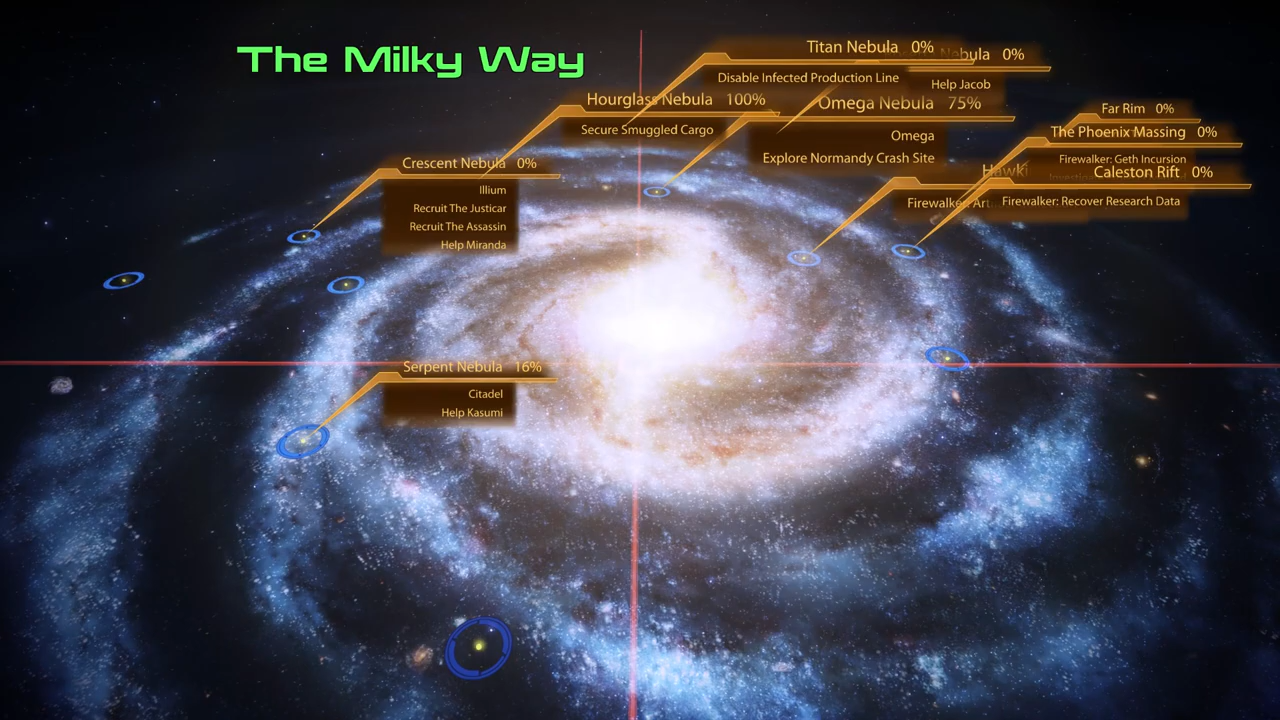 The Milky Way
Titan Nebula 0%
Nebula 0%
Disable Infected Production Line
Help Jacob
Hourglass Nebula 100%
Secure Smuggled Cargo
Omega Nebula 75%
Omega
Explore Normandy Crash Site
Far Rim 0%
The Phoenix Massing 0%
Firewalker: Geth Incursion
Crescent Nebula 0%
Illium
Recruit The Justicar
Recruit The Assassin
Help Miranda
Caleston Rift 0%
Firewalker: Recover Research Data
Firewalker:
Serpent Nebula 16%
Citadel
Help Kasumi